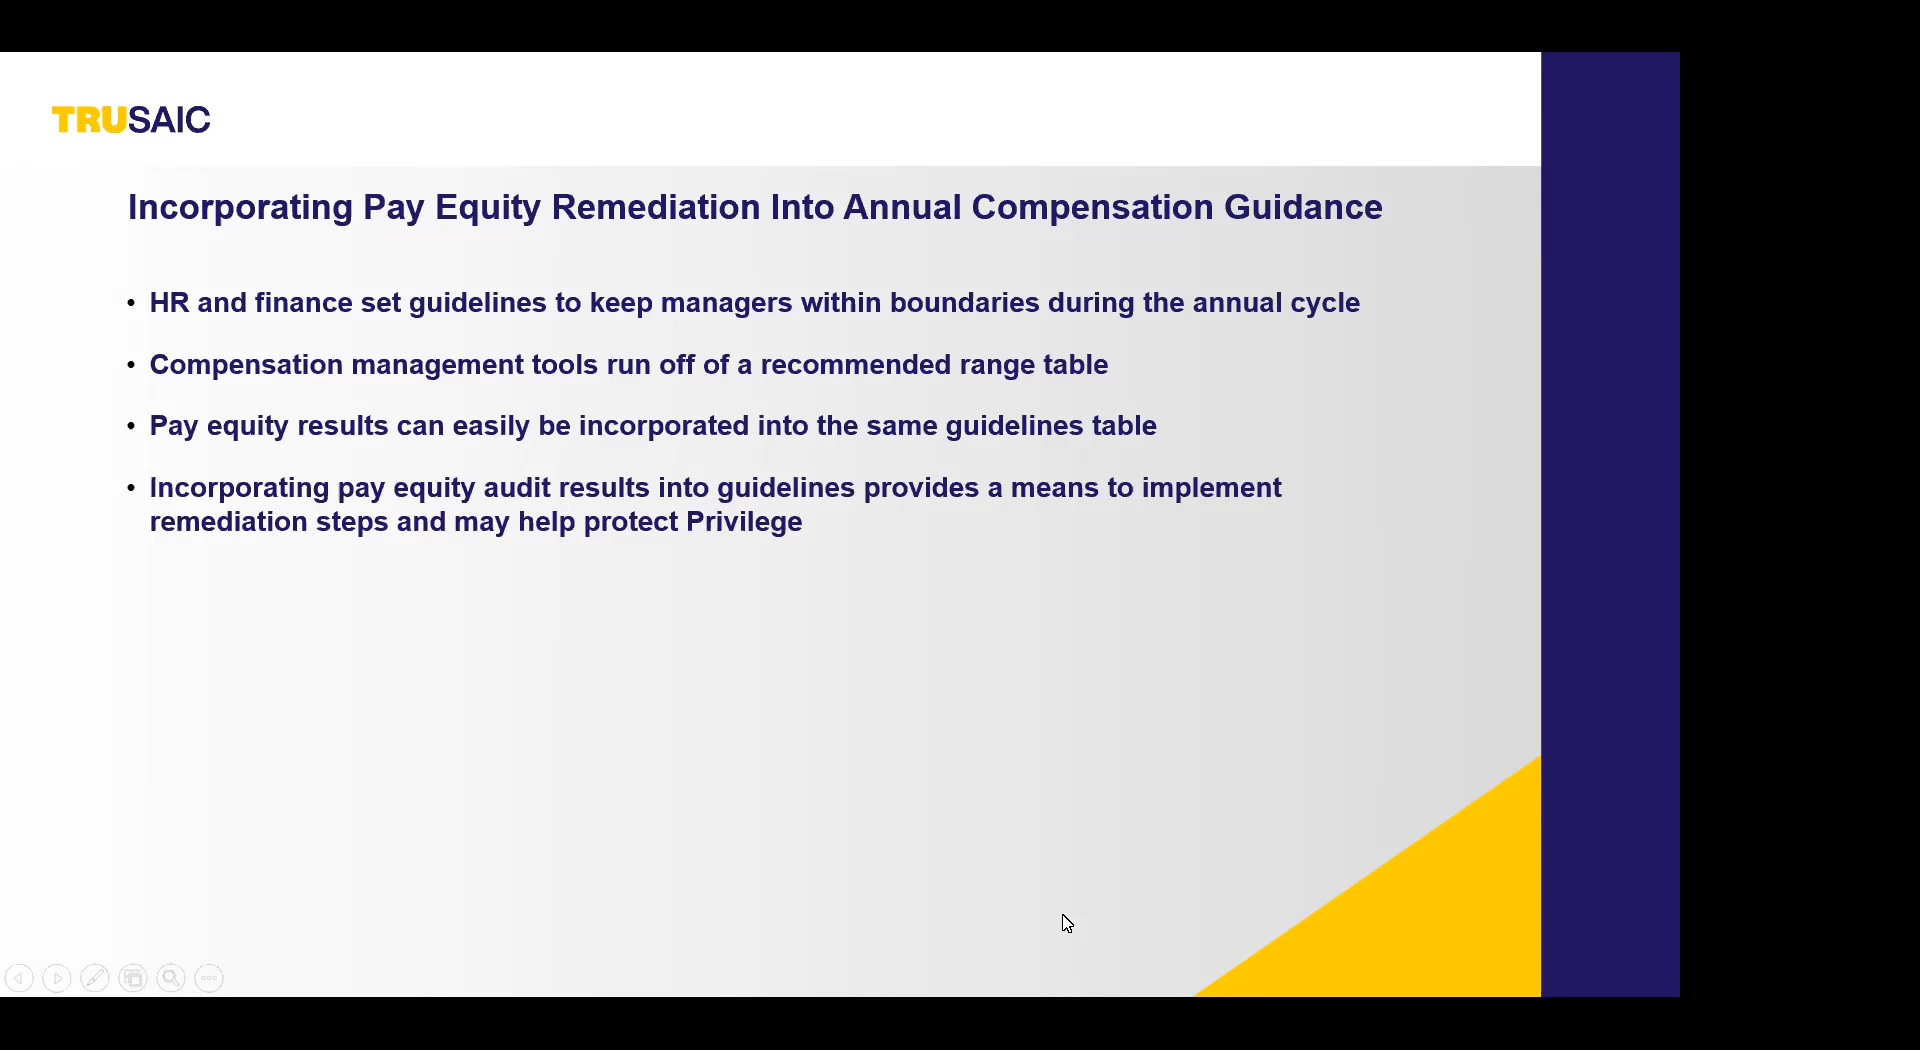 TRUSAIC
Incorporating Pay Equity Remediation Into Annual Compensation Guidance
• HR and finance set guidelines to keep managers within boundaries during the annual cycle
• Compensation management tools run off of a recommended range table
• Pay equity results can easily be incorporated into the same guidelines table
• Incorporating pay equity audit results into guidelines provides a means to implement
remediation steps and may help protect Privilege